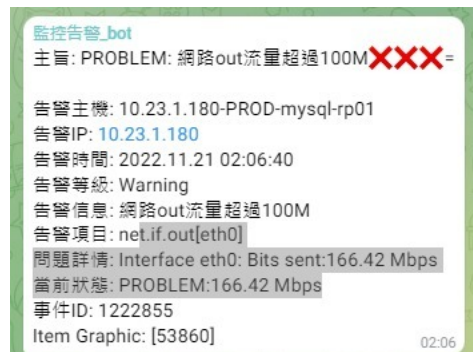 監控告警_bot
主旨: PROBLEM: 網路out流量超過100M❌❌❌=
告警主機: 10.23.1.180-PROD-mysql-rp01
告警IP: 10.23.1.180
告警時間: 2022.11.21 02:06:40
告警等級: Warning
告警信息: 網路out流量超過100M
告警項目: net.if.out[eth0]
問題詳情: Interface eth0: Bits sent:166.42 Mbps
當前狀態: PROBLEM:166.42 Mbps
事件ID: 1222855
Item Graphic: [53860]
02:06